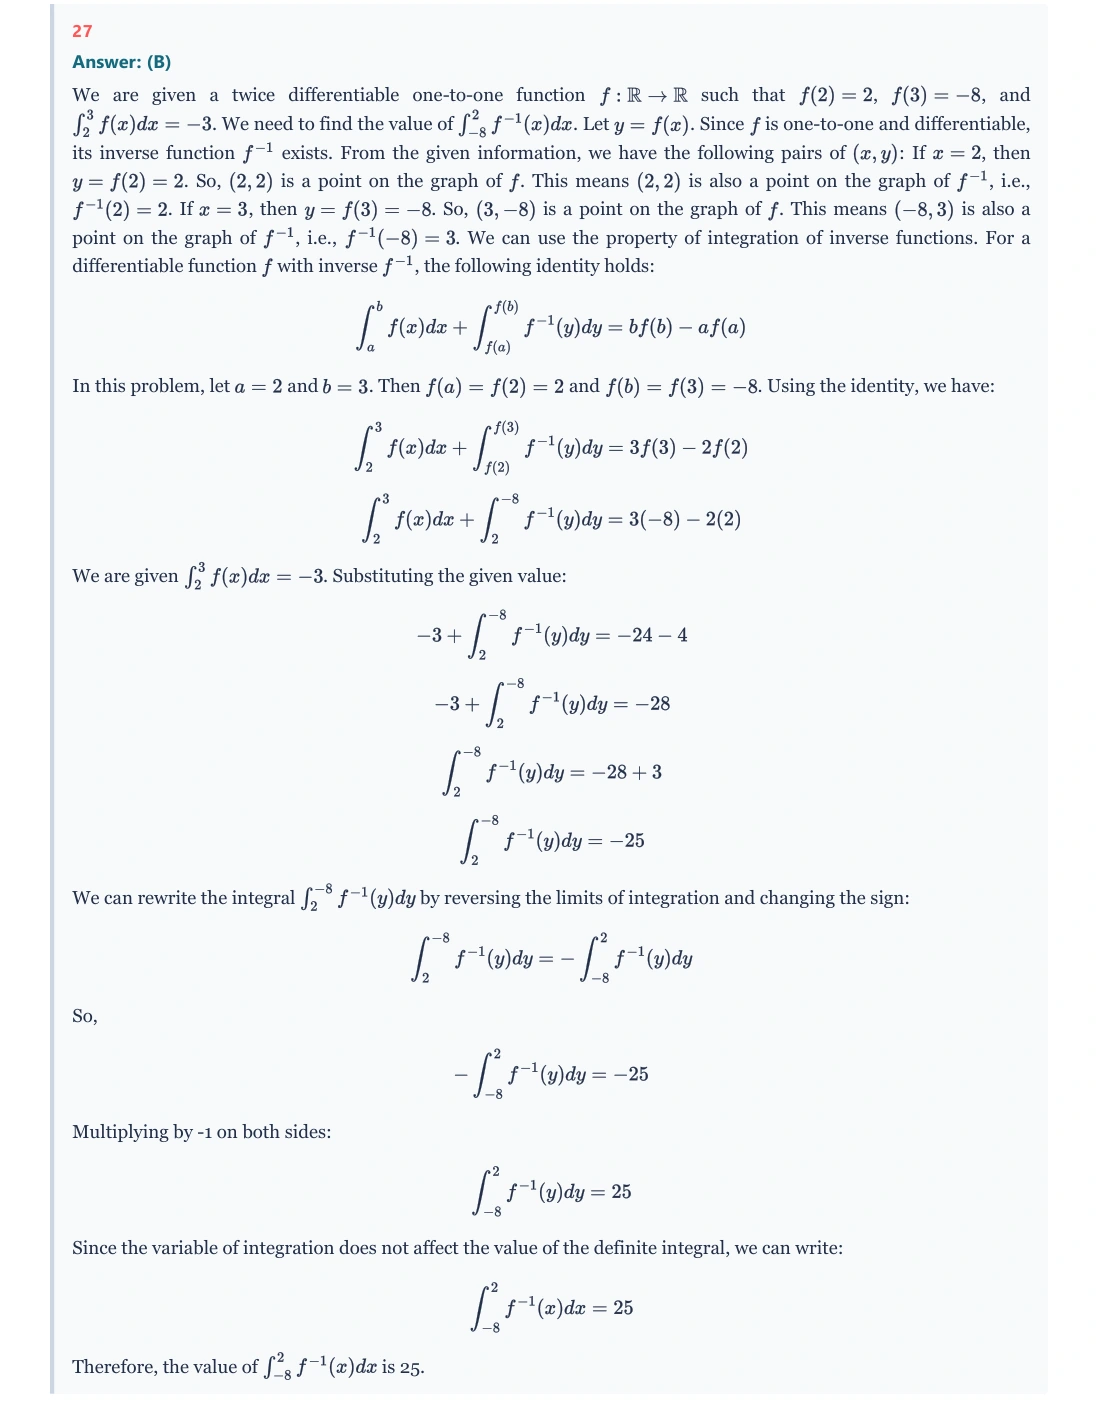 27
Answer: (B)
We are given a twice differentiable one-to-one function f : ℝ → ℝ such that f(2) = 2, f(3) = −8, and
∫₂³ f(x)dx = −3. We need to find the value of ∫₋₈² f⁻¹(x)dx. Let y = f(x). Since f is one-to-one and differentiable,
its inverse function f⁻¹ exists. From the given information, we have the following pairs of (x, y): If x = 2, then
y = f(2) = 2. So, (2, 2) is a point on the graph of f. This means (2, 2) is also a point on the graph of f⁻¹, i.e.,
f⁻¹(2) = 2. If x = 3, then y = f(3) = −8. So, (3, −8) is a point on the graph of f. This means (−8, 3) is also a
point on the graph of f⁻¹, i.e., f⁻¹(−8) = 3. We can use the property of integration of inverse functions. For a
differentiable function f with inverse f⁻¹, the following identity holds:
∫_a^b f(x)dx + ∫_{f(a)}^{f(b)} f⁻¹(y)dy = bf(b) − af(a)
In this problem, let a = 2 and b = 3. Then f(a) = f(2) = 2 and f(b) = f(3) = −8. Using the identity, we have:
∫₂³ f(x)dx + ∫_{f(2)}^{f(3)} f⁻¹(y)dy = 3f(3) − 2f(2)
∫₂³ f(x)dx + ∫₂⁻⁸ f⁻¹(y)dy = 3(−8) − 2(2)
We are given ∫₂³ f(x)dx = −3. Substituting the given value:
−3 + ∫₂⁻⁸ f⁻¹(y)dy = −24 − 4
−3 + ∫₂⁻⁸ f⁻¹(y)dy = −28
∫₂⁻⁸ f⁻¹(y)dy = −28 + 3
∫₂⁻⁸ f⁻¹(y)dy = −25
We can rewrite the integral ∫₂⁻⁸ f⁻¹(y)dy by reversing the limits of integration and changing the sign:
∫₂⁻⁸ f⁻¹(y)dy = − ∫₋₈² f⁻¹(y)dy
So,
− ∫₋₈² f⁻¹(y)dy = −25
Multiplying by -1 on both sides:
∫₋₈² f⁻¹(y)dy = 25
Since the variable of integration does not affect the value of the definite integral, we can write:
∫₋₈² f⁻¹(x)dx = 25
Therefore, the value of ∫₋₈² f⁻¹(x)dx is 25.